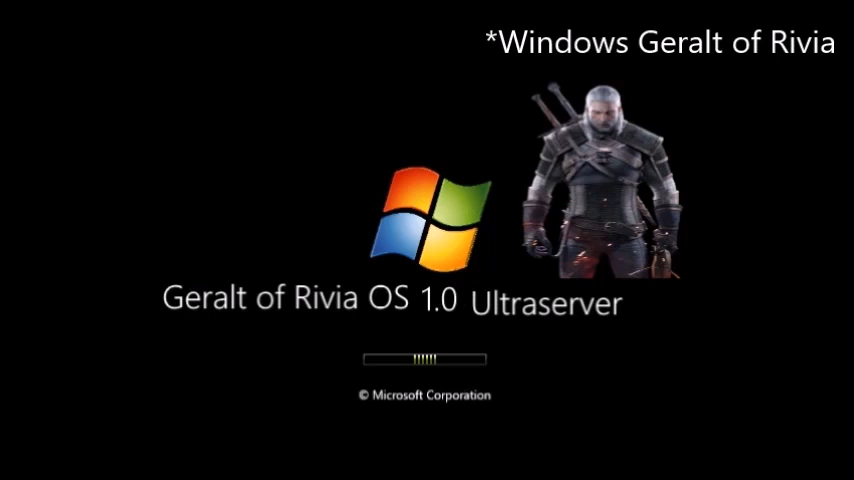 *Windows Geralt of Rivia
Geralt of Rivia OS 1.0 Ultraserver
© Microsoft Corporation